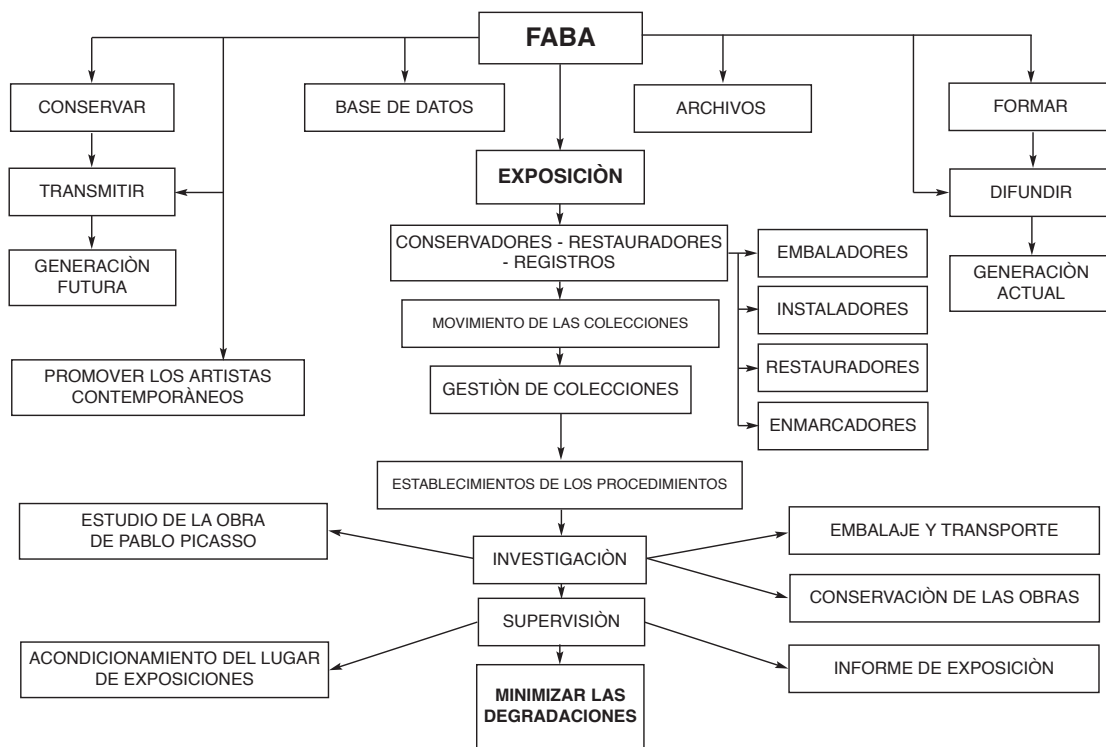 FABA
CONSERVAR
BASE DE DATOS
ARCHIVOS
FORMAR
EXPOSICIÒN
TRANSMITIR
DIFUNDIR
CONSERVADORES - RESTAURADORES
- REGISTROS
EMBALADORES
GENERACIÒN
FUTURA
GENERACIÒN
ACTUAL
INSTALADORES
MOVIMIENTO DE LAS COLECCIONES
RESTAURADORES
PROMOVER LOS ARTISTAS
CONTEMPORÀNEOS
GESTIÒN DE COLECCIONES
ENMARCADORES
ESTABLECIMIENTOS DE LOS PROCEDIMIENTOS
ESTUDIO DE LA OBRA
DE PABLO PICASSO
EMBALAJE Y TRANSPORTE
INVESTIGACIÒN
CONSERVACIÒN DE LAS OBRAS
SUPERVISIÒN
ACONDICIONAMIENTO DEL LUGAR
DE EXPOSICIONES
INFORME DE EXPOSICIÒN
MINIMIZAR LAS
DEGRADACIONES